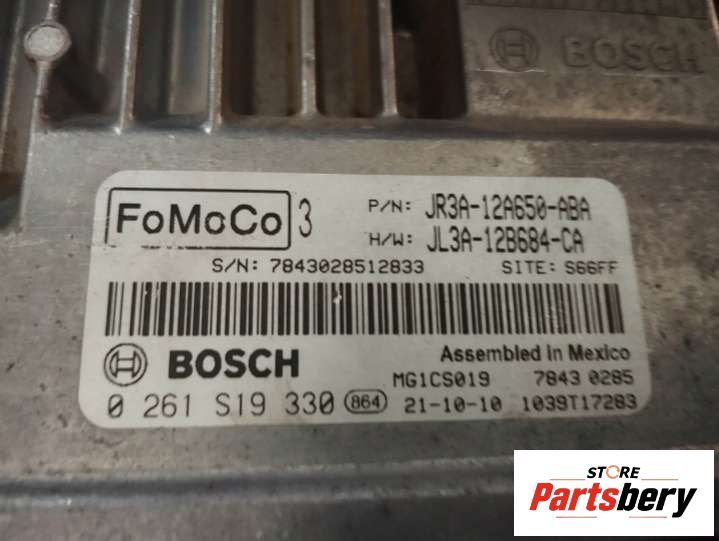 BOSCH
FoMoCo 3 P/N: JR3A-12A650-ABA
H/W: JL3A-12B684-CA
S/N: 7843028512833 SITE: S66FF
BOSCH Assembled in Mexico
MG1CS019 7843 0285
0 261 S19 330 864 21-10-10 1039T17283
STORE
Partsbery